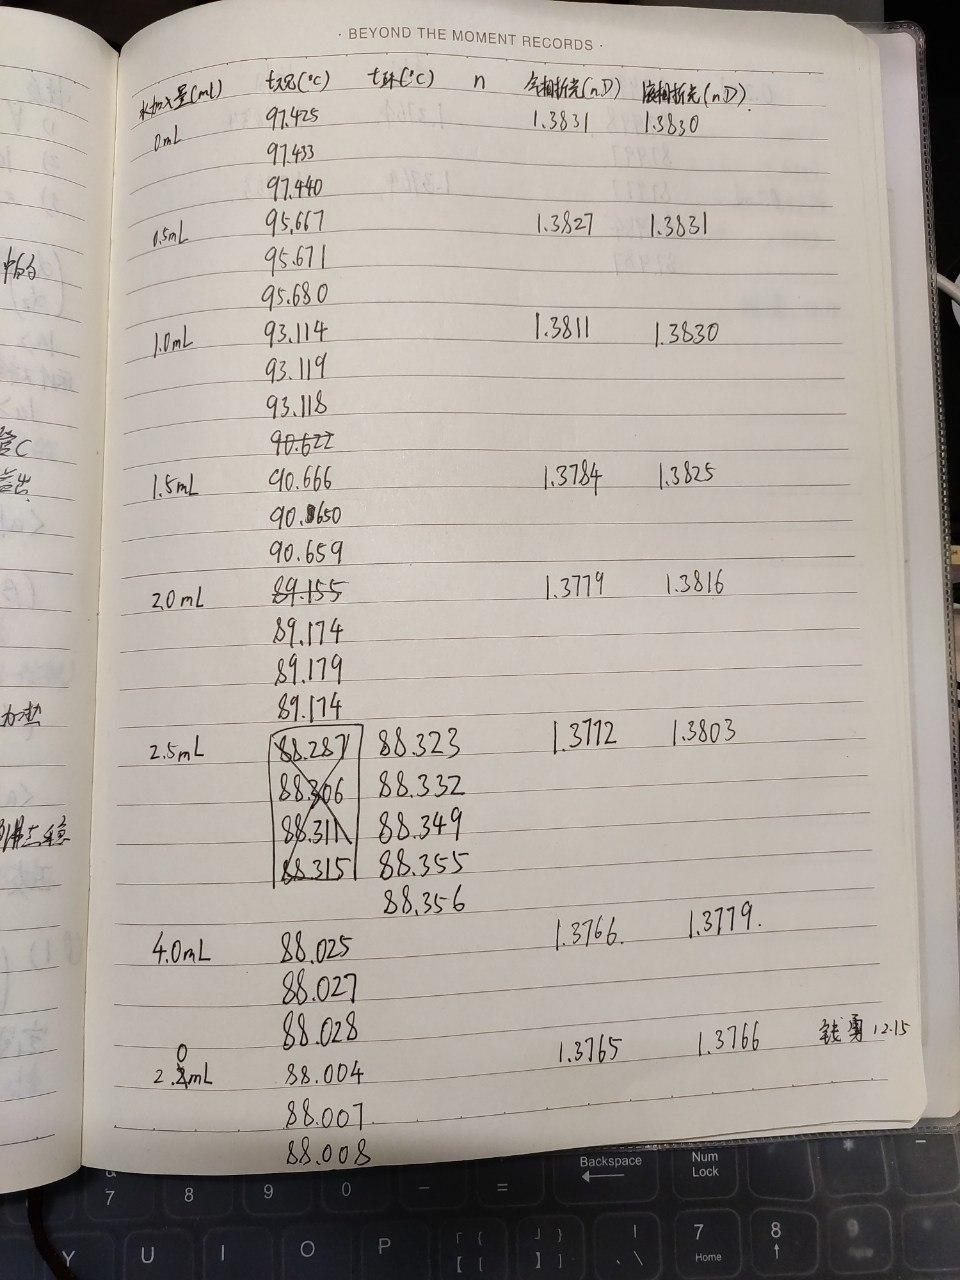 · BEYOND THE MOMENT RECORDS ·
水加入量(ml) t沸(°C) t环(°C) n 气相折光(nD) 液相折光(nD)
0mL 97.425 1.3831 1.3830
97.433
97.440
0.5mL 95.667 1.3827 1.3831
95.671
95.680
1.0mL 93.114 1.3811 1.3830
93.119
93.118
90.622
1.5mL 90.666 1.3784 1.3825
90.650
90.659
2.0mL 89.155 1.3779 1.3816
89.174
89.179
89.174
2.5mL 88.287 88.323 1.3772 1.3803
88.306 88.332
88.311 88.349
88.315 88.355
88.356
4.0mL 88.025 1.3766. 1.3779.
88.027
88.028
2.0mL 88.004 1.3765 1.3766 钱勇 12.15
88.007
88.008
Backspace
Num
Lock
7 8 9 0 - = 7 8 9
Home
Y U I O P